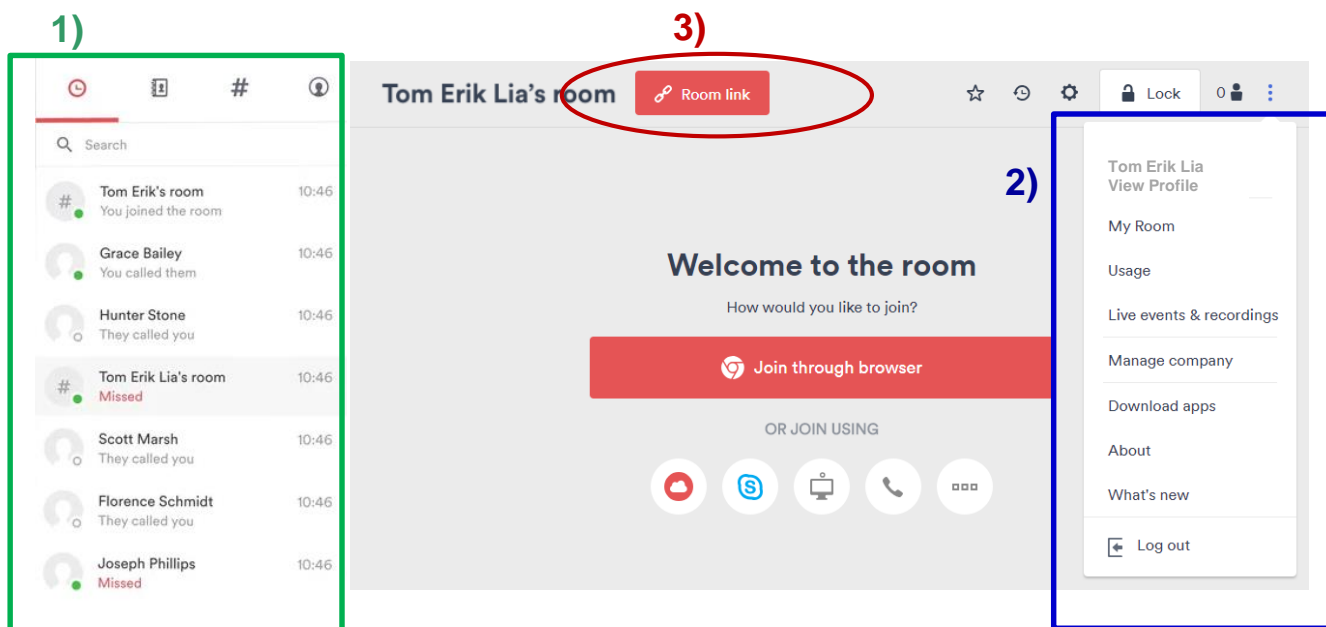 1)
3)
#
Tom Erik Lia's room
Room link
Lock
0
Search
2)
Tom Erik Lia
View Profile
# Tom Erik's room 10:46
You joined the room
My Room
Grace Bailey 10:46
You called them
Welcome to the room
Usage
Hunter Stone 10:46
They called you
How would you like to join?
Live events & recordings
Join through browser
Manage company
# Tom Erik Lia's room 10:46
Missed
Download apps
OR JOIN USING
Scott Marsh 10:46
They called you
About
S
What's new
Florence Schmidt 10:46
They called you
Log out
Joseph Phillips 10:46
Missed